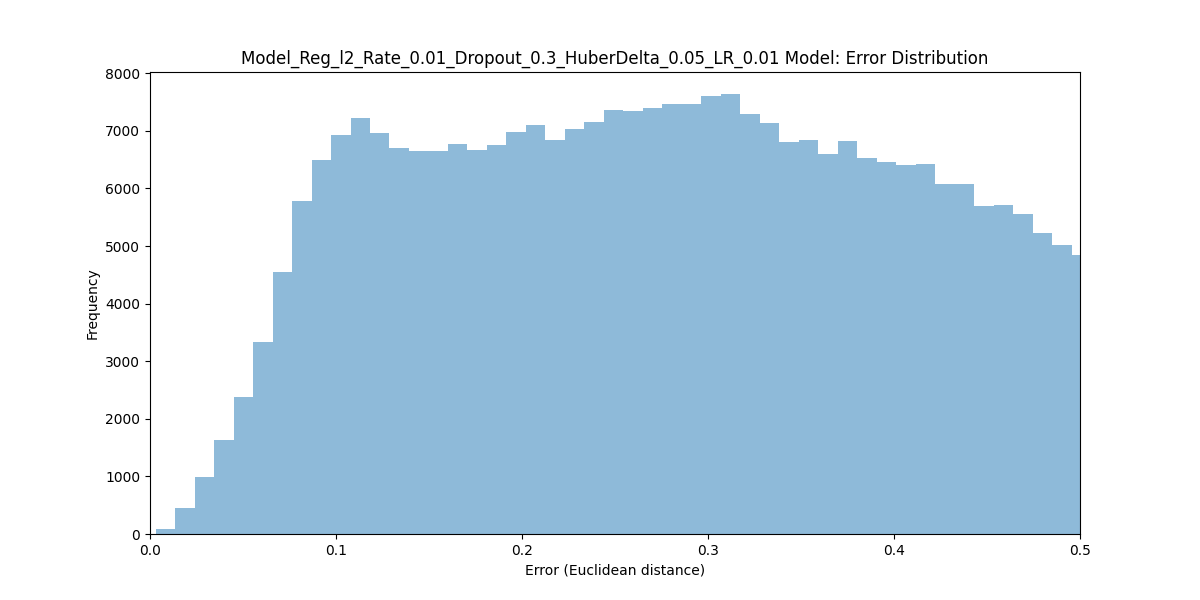 Model_Reg_l2_Rate_0.01_Dropout_0.3_HuberDelta_0.05_LR_0.01 Model: Error Distribution
8000
7000
6000
5000
4000
3000
2000
1000
0
Frequency
0.0 0.1 0.2 0.3 0.4 0.5
Error (Euclidean distance)